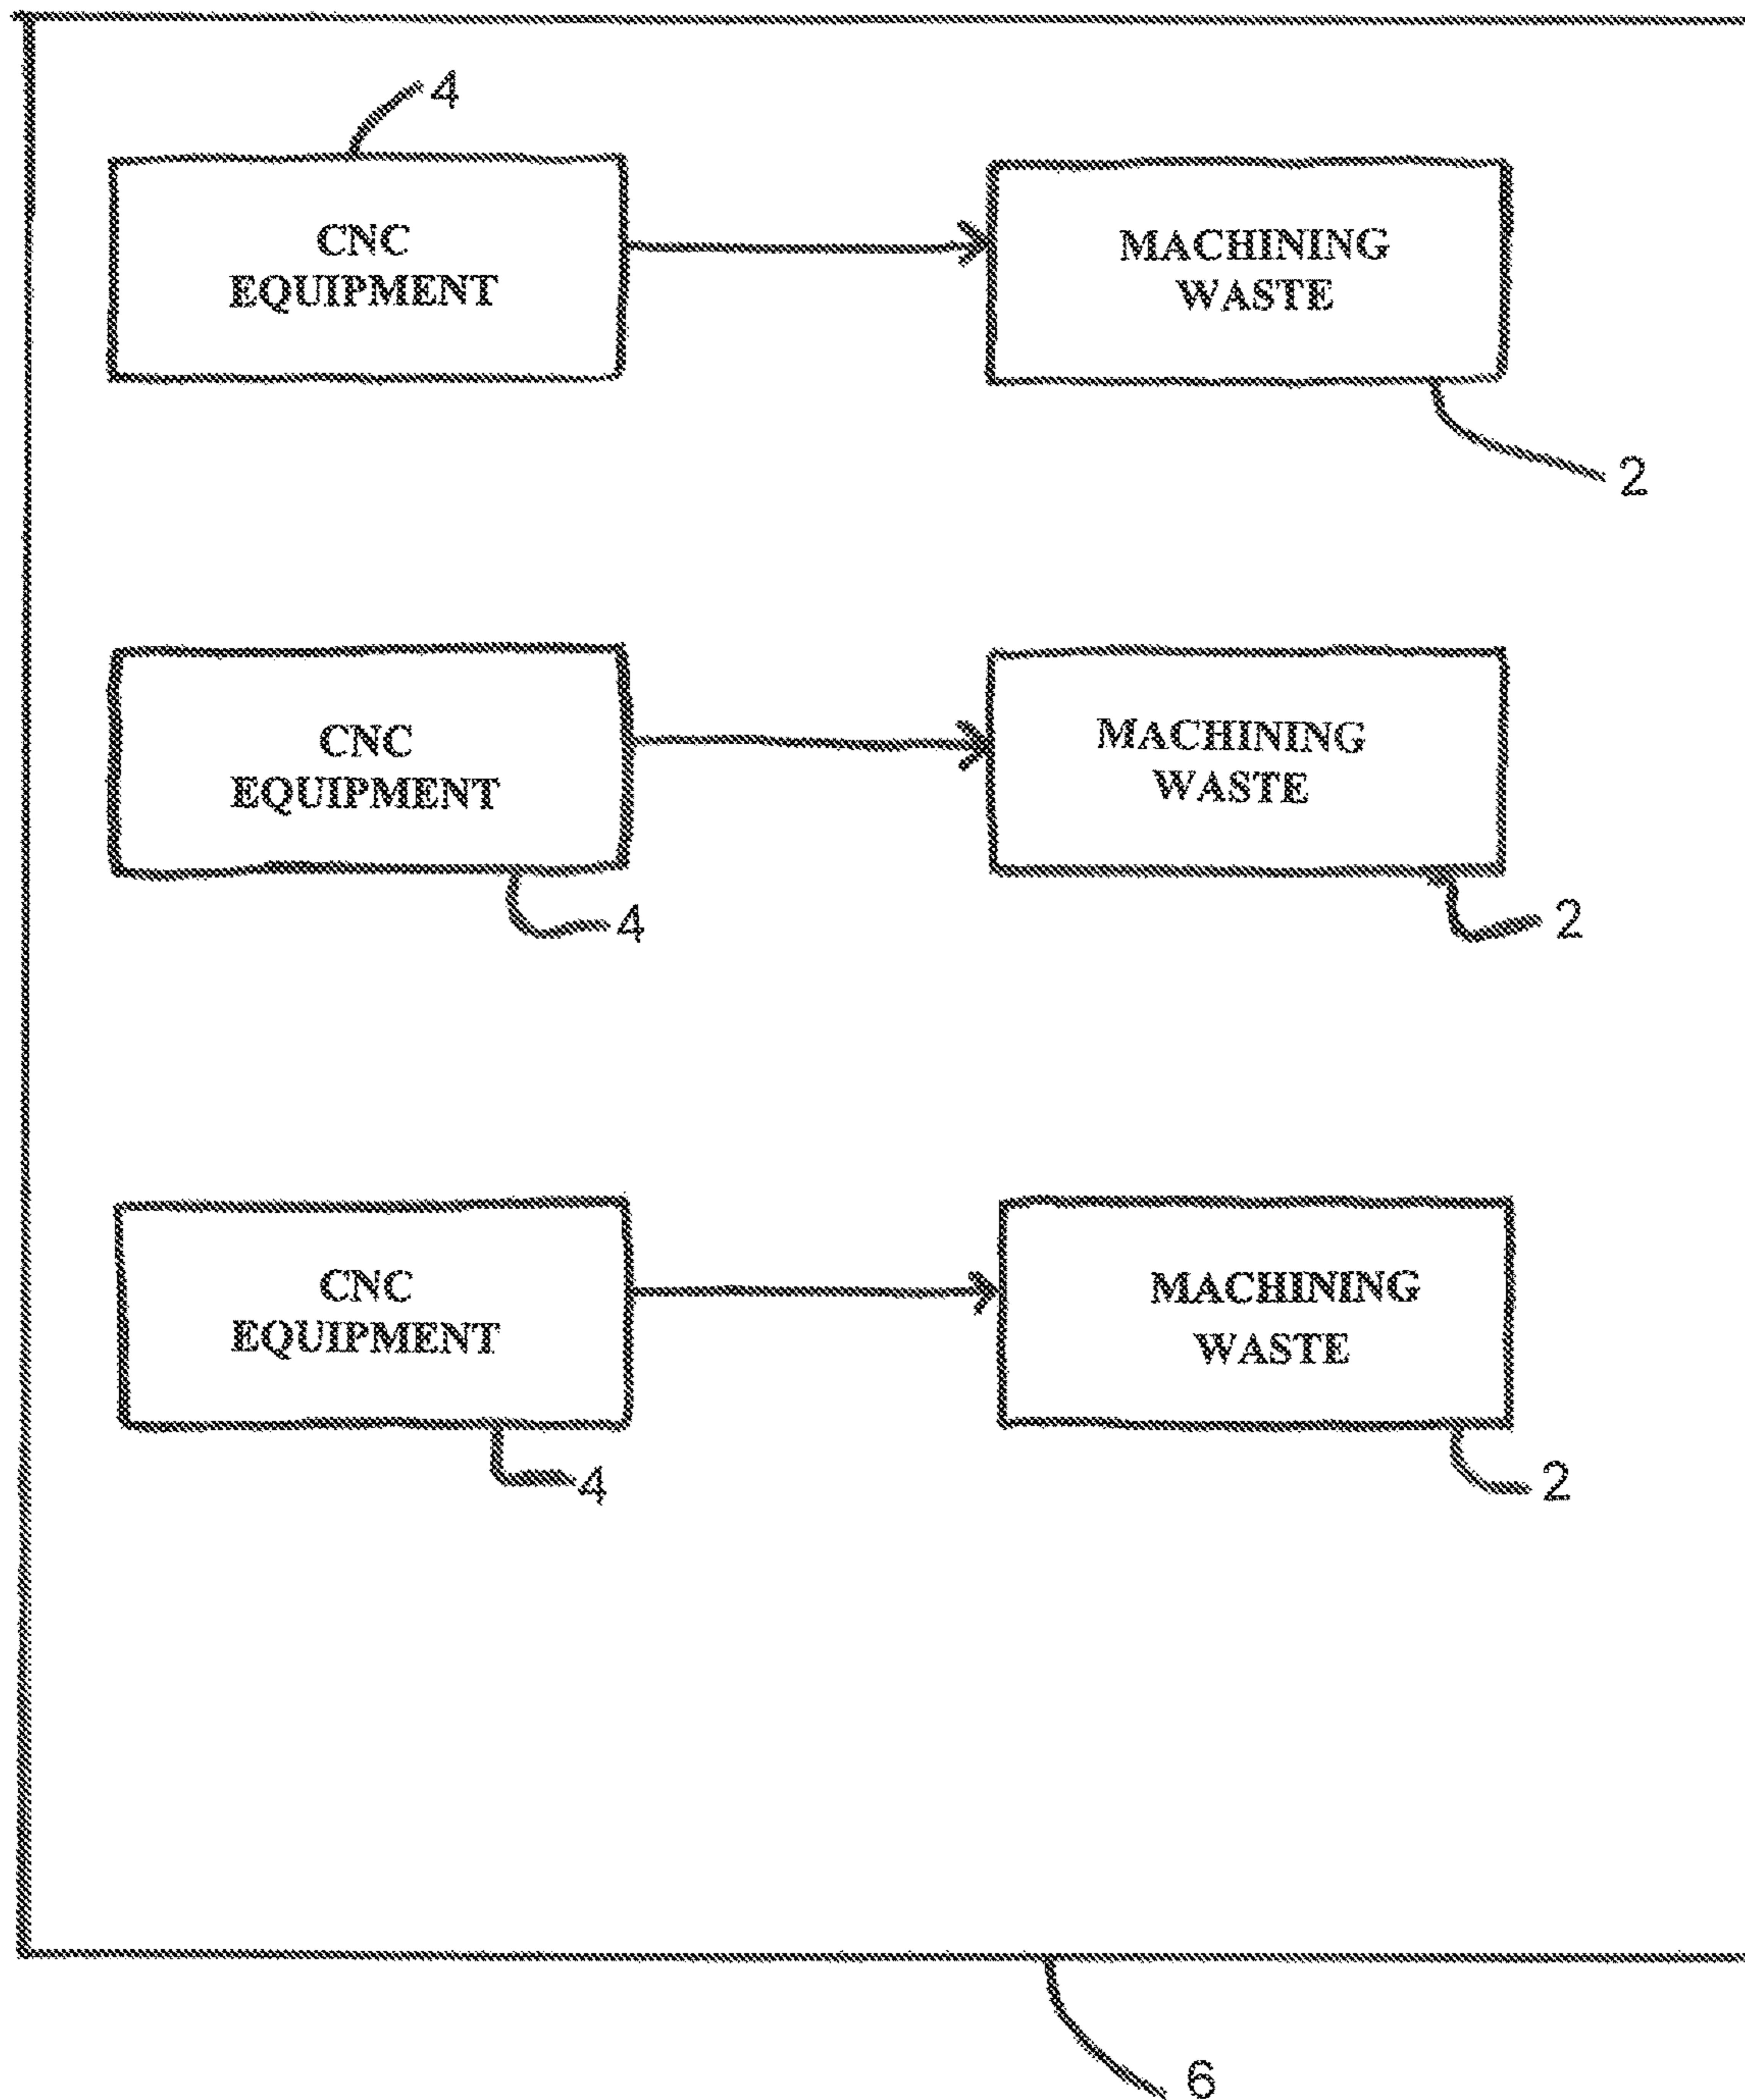 4
CNC
EQUIPMENT
MACHINING
WASTE
2
CNC
EQUIPMENT
MACHINING
WASTE
4
2
CNC
EQUIPMENT
MACHINING
WASTE
4
2
6